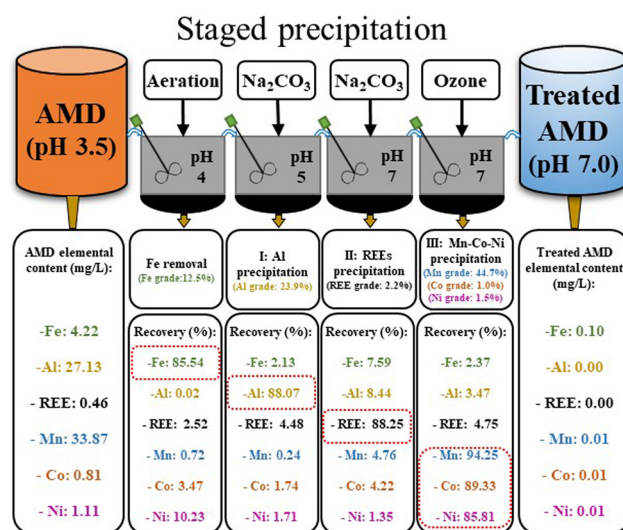 Staged precipitation
AMD
(pH 3.5)
Aeration
Na₂CO₃
Na₂CO₃
Ozone
Treated
AMD
(pH 7.0)
pH
4
pH
5
pH
7
pH
7
AMD elemental
content (mg/L):
-Fe: 4.22
-Al: 27.13
- REE: 0.46
- Mn: 33.87
- Co: 0.81
- Ni: 1.11
Fe removal
(Fe grade:12.5%)
Recovery (%):
-Fe: 85.54
-Al: 0.02
- REE: 2.52
- Mn: 0.72
- Co: 3.47
- Ni: 10.23
I: Al
precipitation
(Al grade: 23.9%)
Recovery (%):
-Fe: 2.13
-Al: 88.07
- REE: 4.48
- Mn: 0.24
- Co: 1.74
- Ni: 1.71
II: REEs
precipitation
(REE grade: 2.2%)
Recovery (%):
-Fe: 7.59
-Al: 8.44
- REE: 88.25
- Mn: 4.76
- Co: 4.22
- Ni: 1.35
III: Mn-Co-Ni
precipitation
(Mn grade: 44.7%)
(Co grade: 1.0%)
(Ni grade: 1.5%)
Recovery (%):
-Fe: 2.37
-Al: 3.47
- REE: 4.75
- Mn: 94.25
- Co: 89.33
- Ni: 85.81
Treated AMD
elemental content
(mg/L):
-Fe: 0.10
-Al: 0.00
- REE: 0.00
- Mn: 0.01
- Co: 0.01
- Ni: 0.01